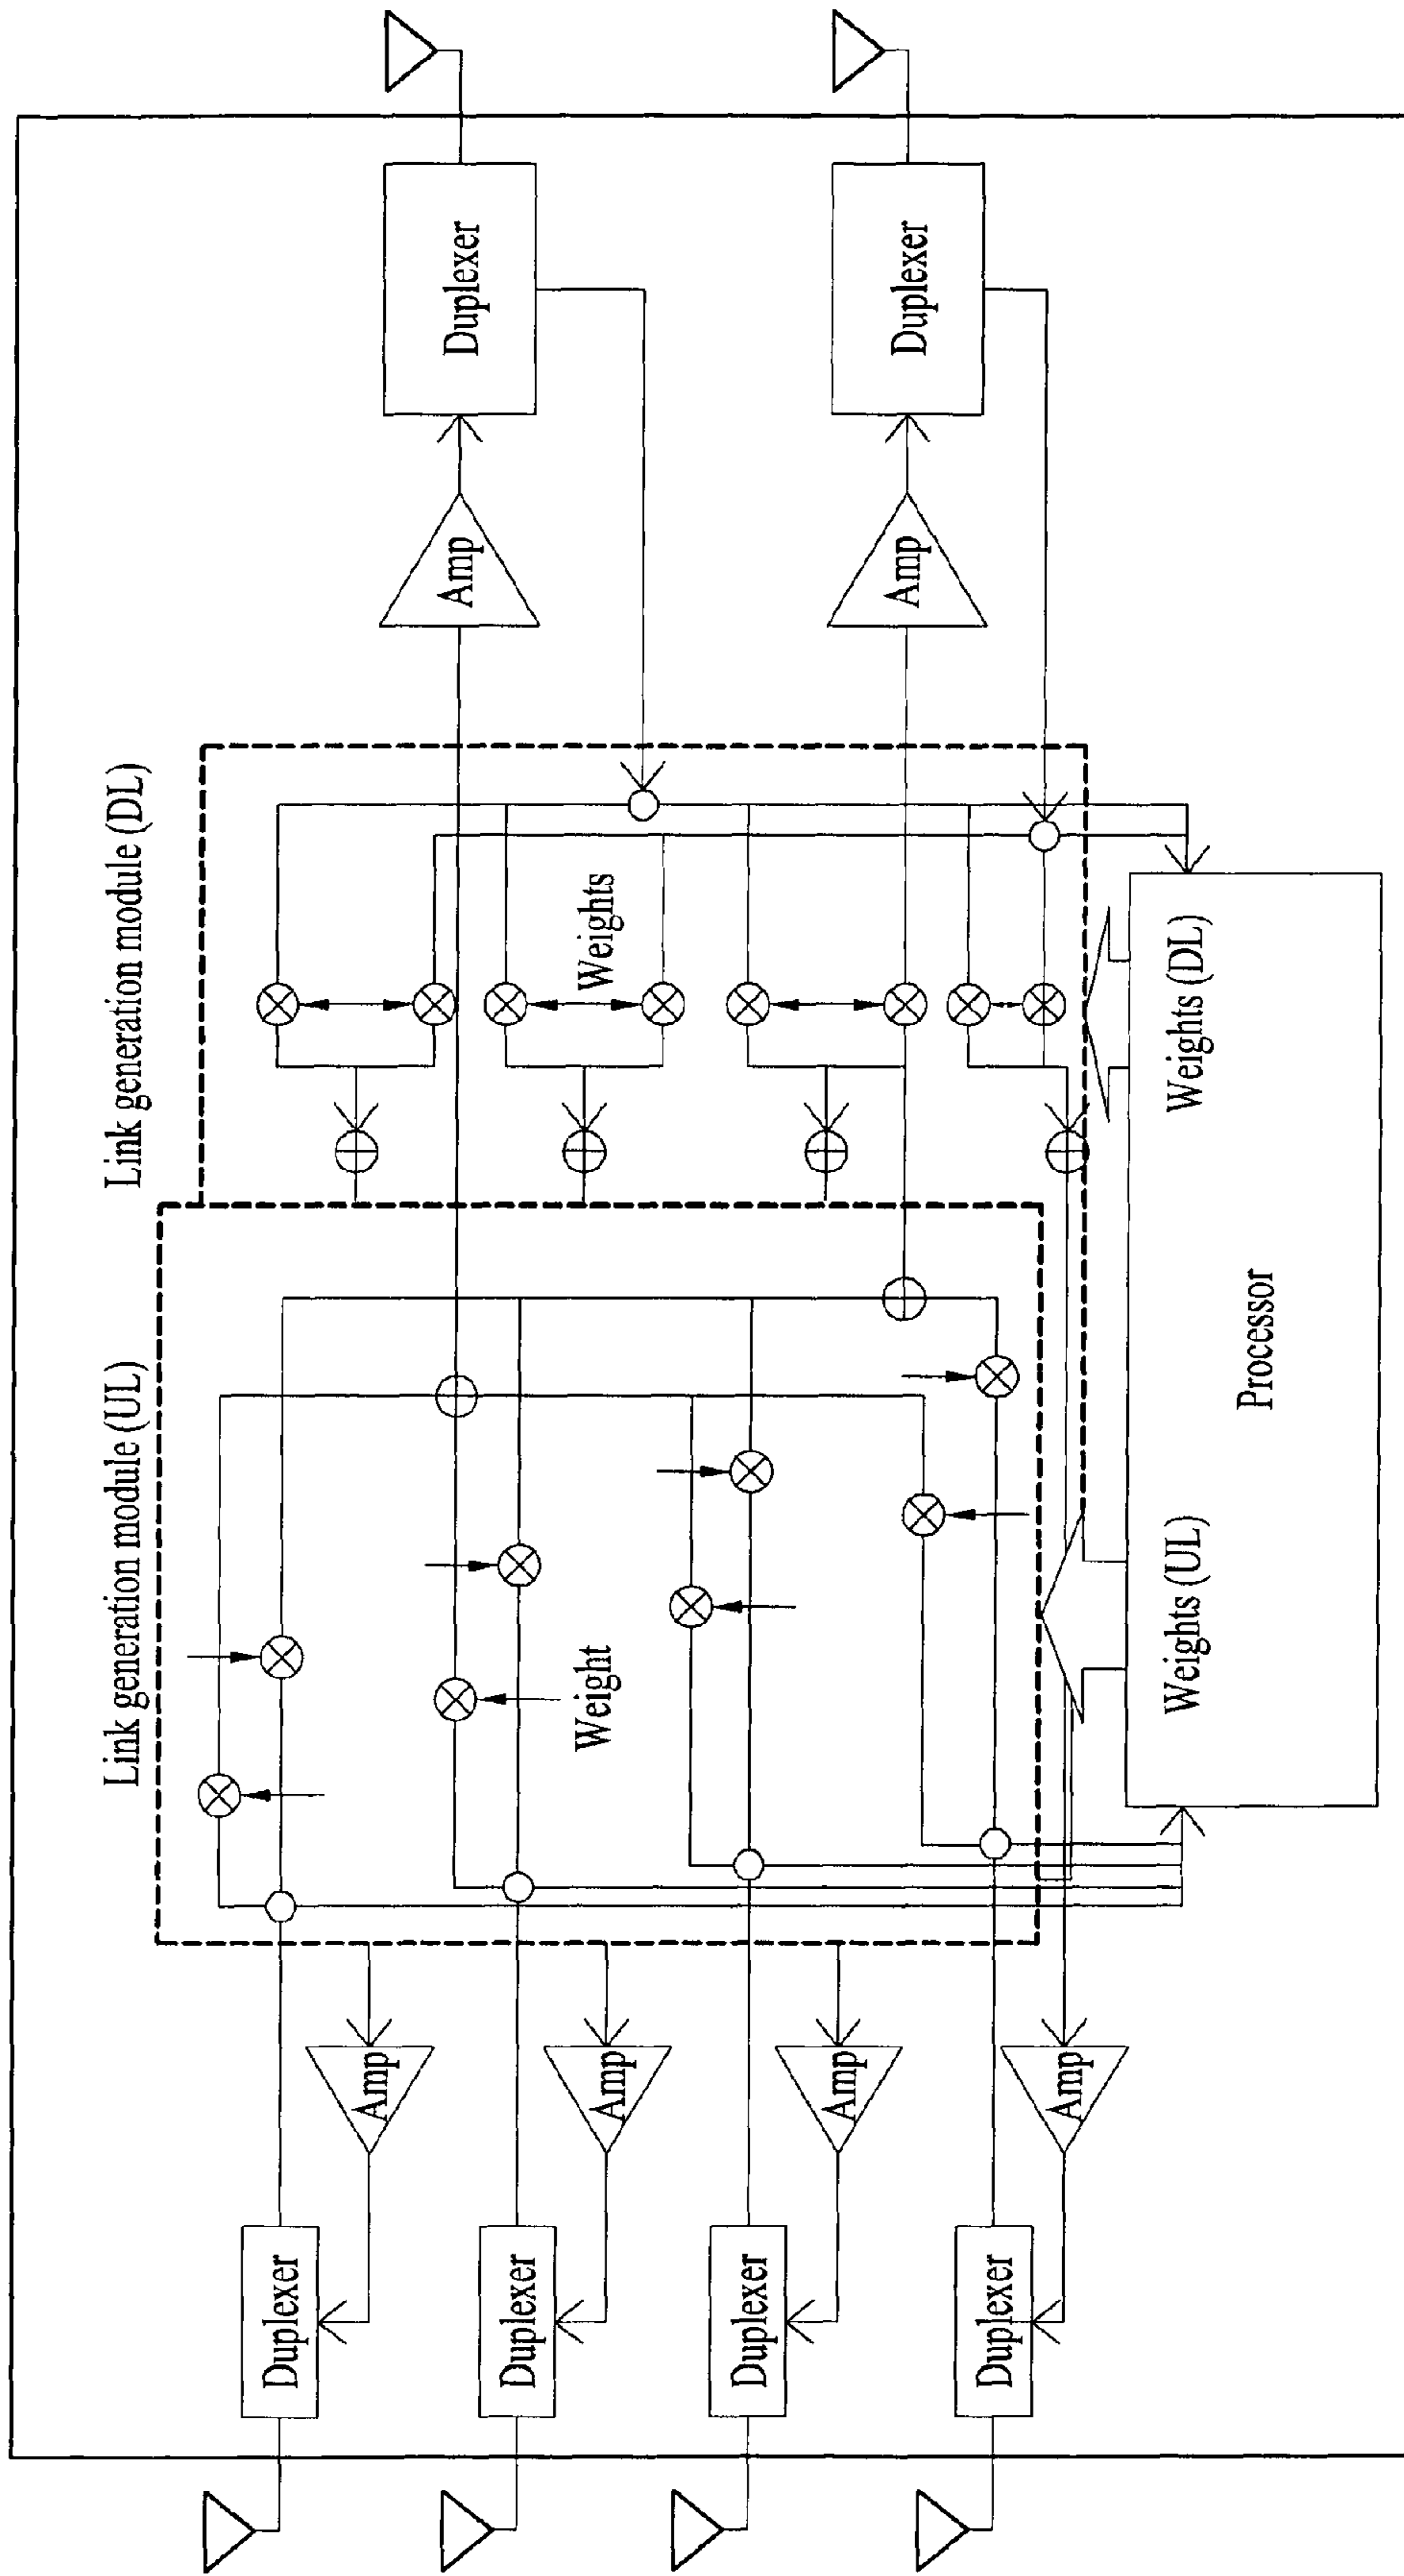 Link generation module (UL)
Link generation module (DL)
Duplexer
Amp
Amp
Duplexer
Weight
Weights
Duplexer
Amp
Duplexer
Amp
Amp
Duplexer
Duplexer
Amp
Weights (UL)
Weights (DL)
Processor